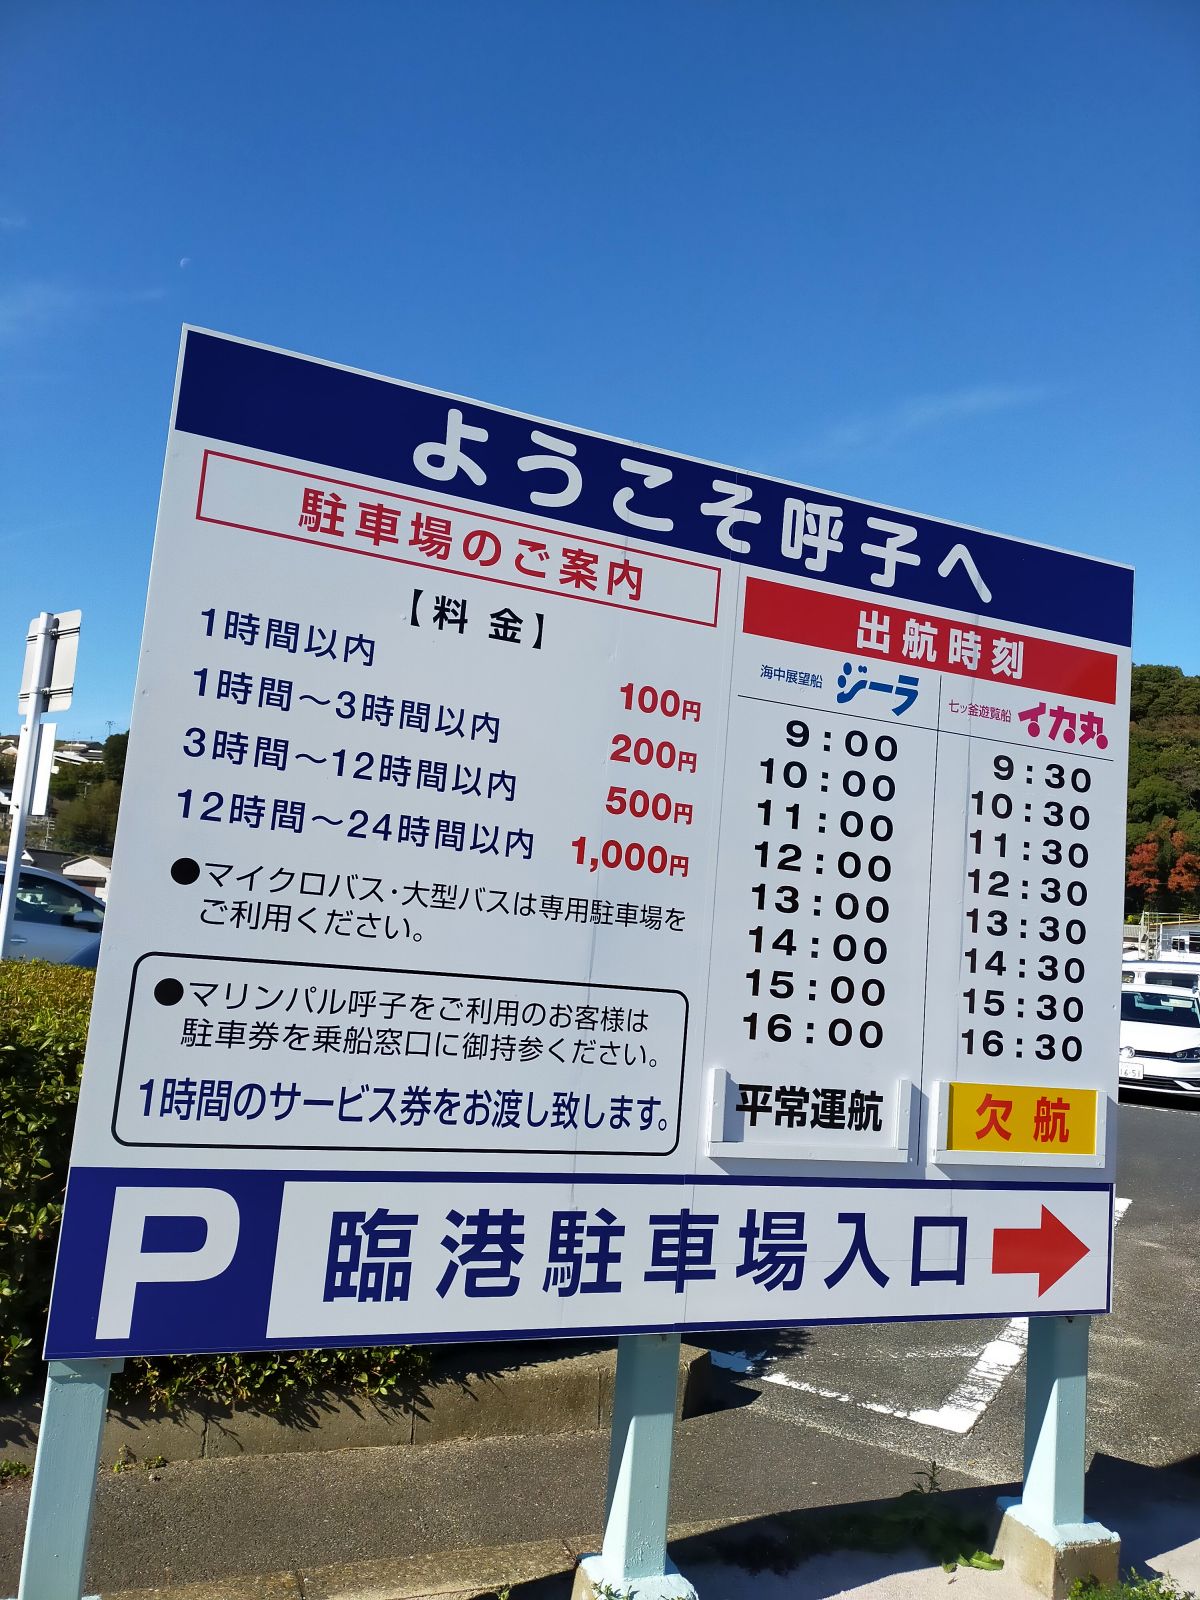 ようこそ呼子へ
駐車場のご案内
【料金】
1時間以内 100円
1時間～3時間以内 200円
3時間～12時間以内 500円
12時間～24時間以内 1,000円
●マイクロバス・大型バスは専用駐車場を
ご利用ください。
●マリンパル呼子をご利用のお客様は
駐車券を乗船窓口に御持参ください。
1時間のサービス券をお渡し致します。
出航時刻
海中展望船 ジーラ
9:00
10:00
11:00
12:00
13:00
14:00
15:00
16:00
平常運航
七ッ釜遊覧船 イカ丸
9:30
10:30
11:30
12:30
13:30
14:30
15:30
16:30
欠航
P 臨港駐車場入口